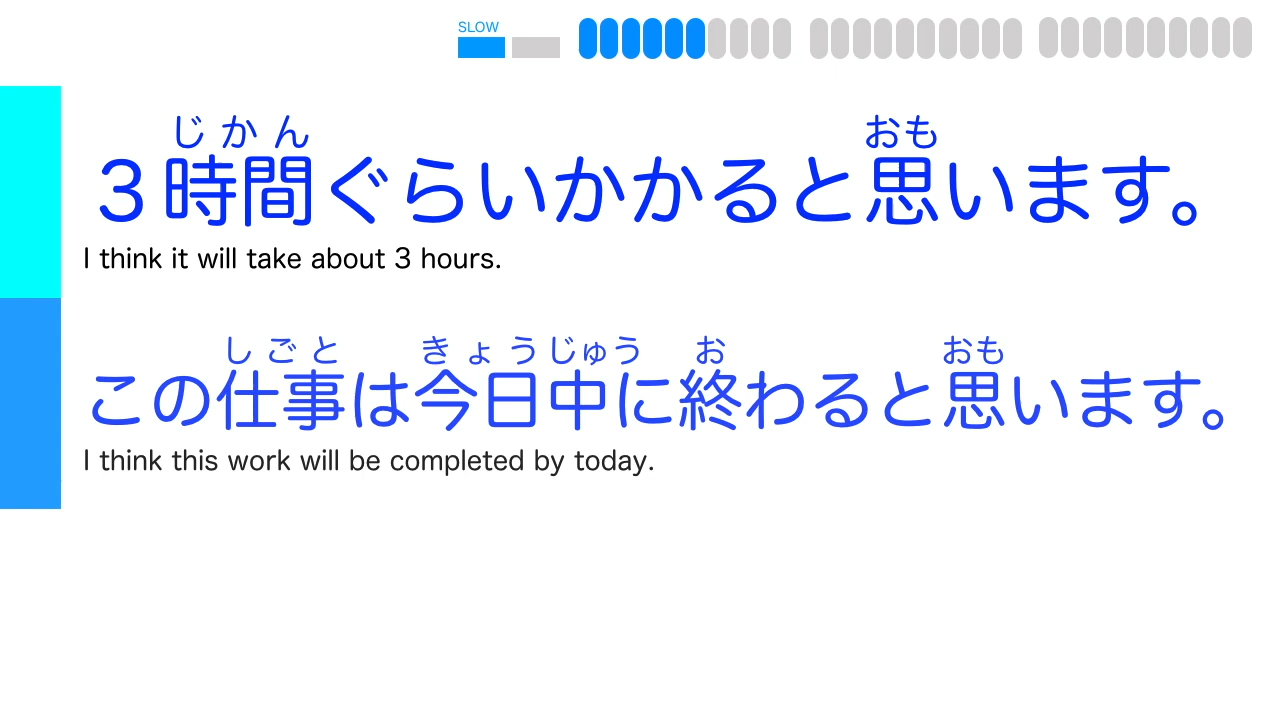 SLOW
じかん おも
３時間ぐらいかかると思います。
I think it will take about 3 hours.
しごと きょうじゅう お おも
この仕事は今日中に終わると思います。
I think this work will be completed by today.